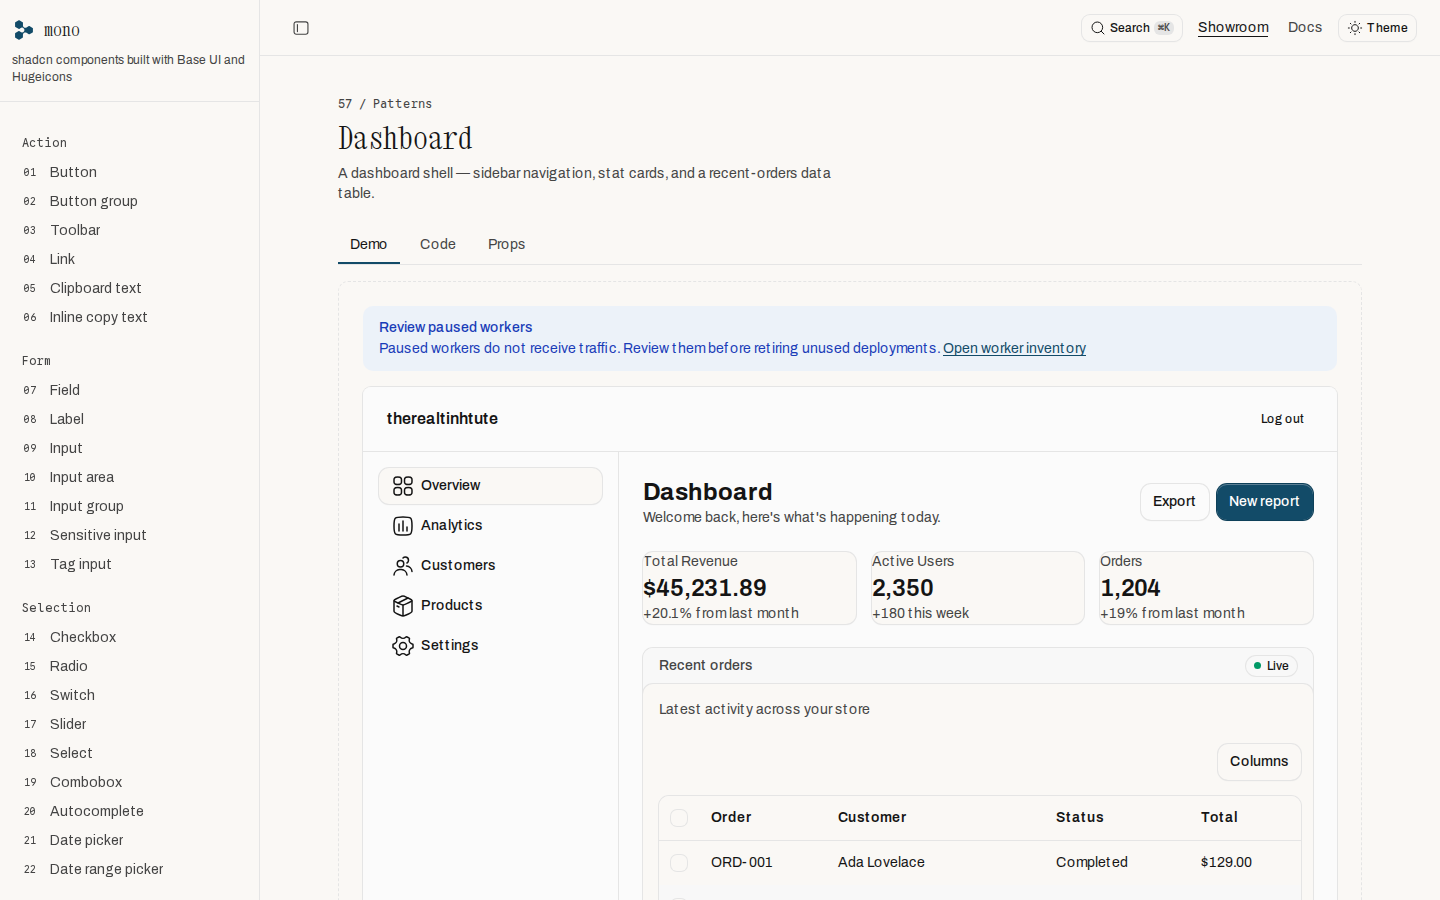 mono
shadcn components built with Base UI and
Hugeicons
Search ⌘K
Showroom
Docs
Theme
Action
01 Button
02 Button group
03 Toolbar
04 Link
05 Clipboard text
06 Inline copy text
Form
07 Field
08 Label
09 Input
10 Input area
11 Input group
12 Sensitive input
13 Tag input
Selection
14 Checkbox
15 Radio
16 Switch
17 Slider
18 Select
19 Combobox
20 Autocomplete
21 Date picker
22 Date range picker
57 / Patterns
Dashboard
A dashboard shell — sidebar navigation, stat cards, and a recent-orders data
table.
Demo Code Props
Review paused workers
Paused workers do not receive traffic. Review them before retiring unused deployments. Open worker inventory
therealtinhtute
Log out
Overview
Analytics
Customers
Products
Settings
Dashboard
Welcome back, here's what's happening today.
Export
New report
Total Revenue
$45,231.89
+20.1% from last month
Active Users
2,350
+180 this week
Orders
1,204
+19% from last month
Recent orders
Live
Latest activity across your store
Columns
Order Customer Status Total
ORD-001 Ada Lovelace Completed $129.00